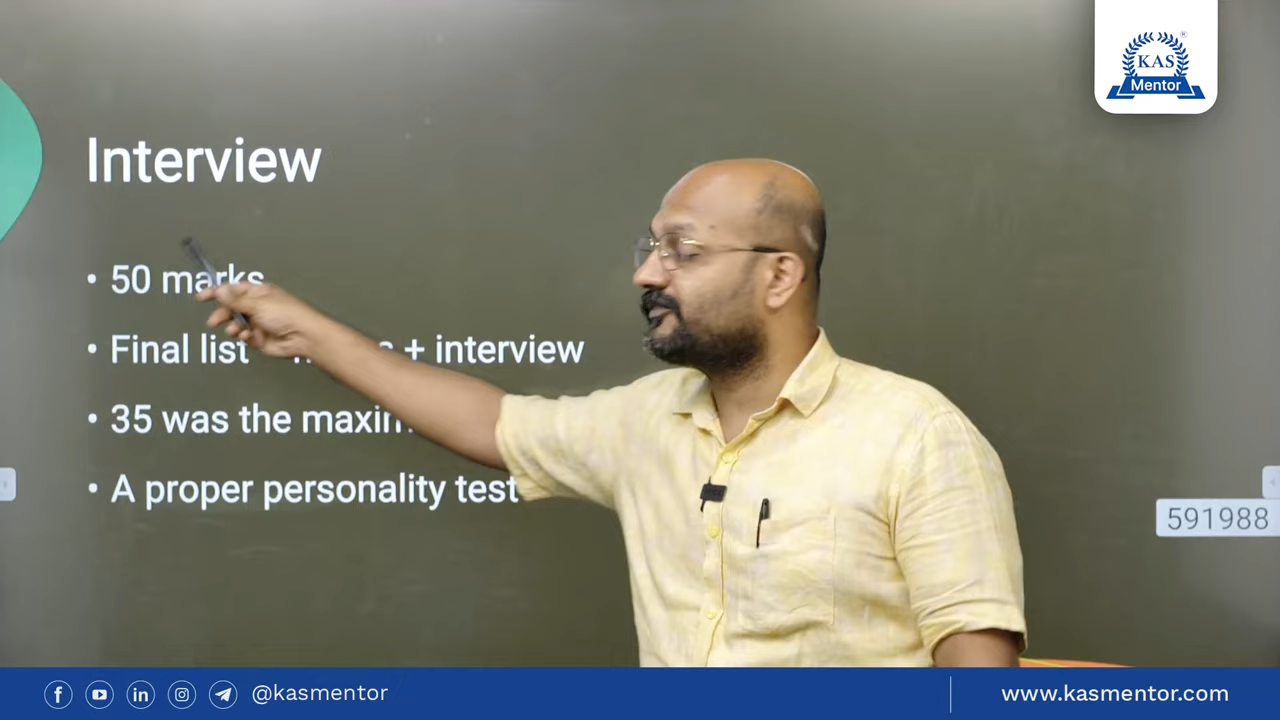 KAS
Mentor
Interview
• 50 marks
• Final list + interview
• 35 was the
• A proper personality test
591988
@kasmentor
www.kasmentor.com